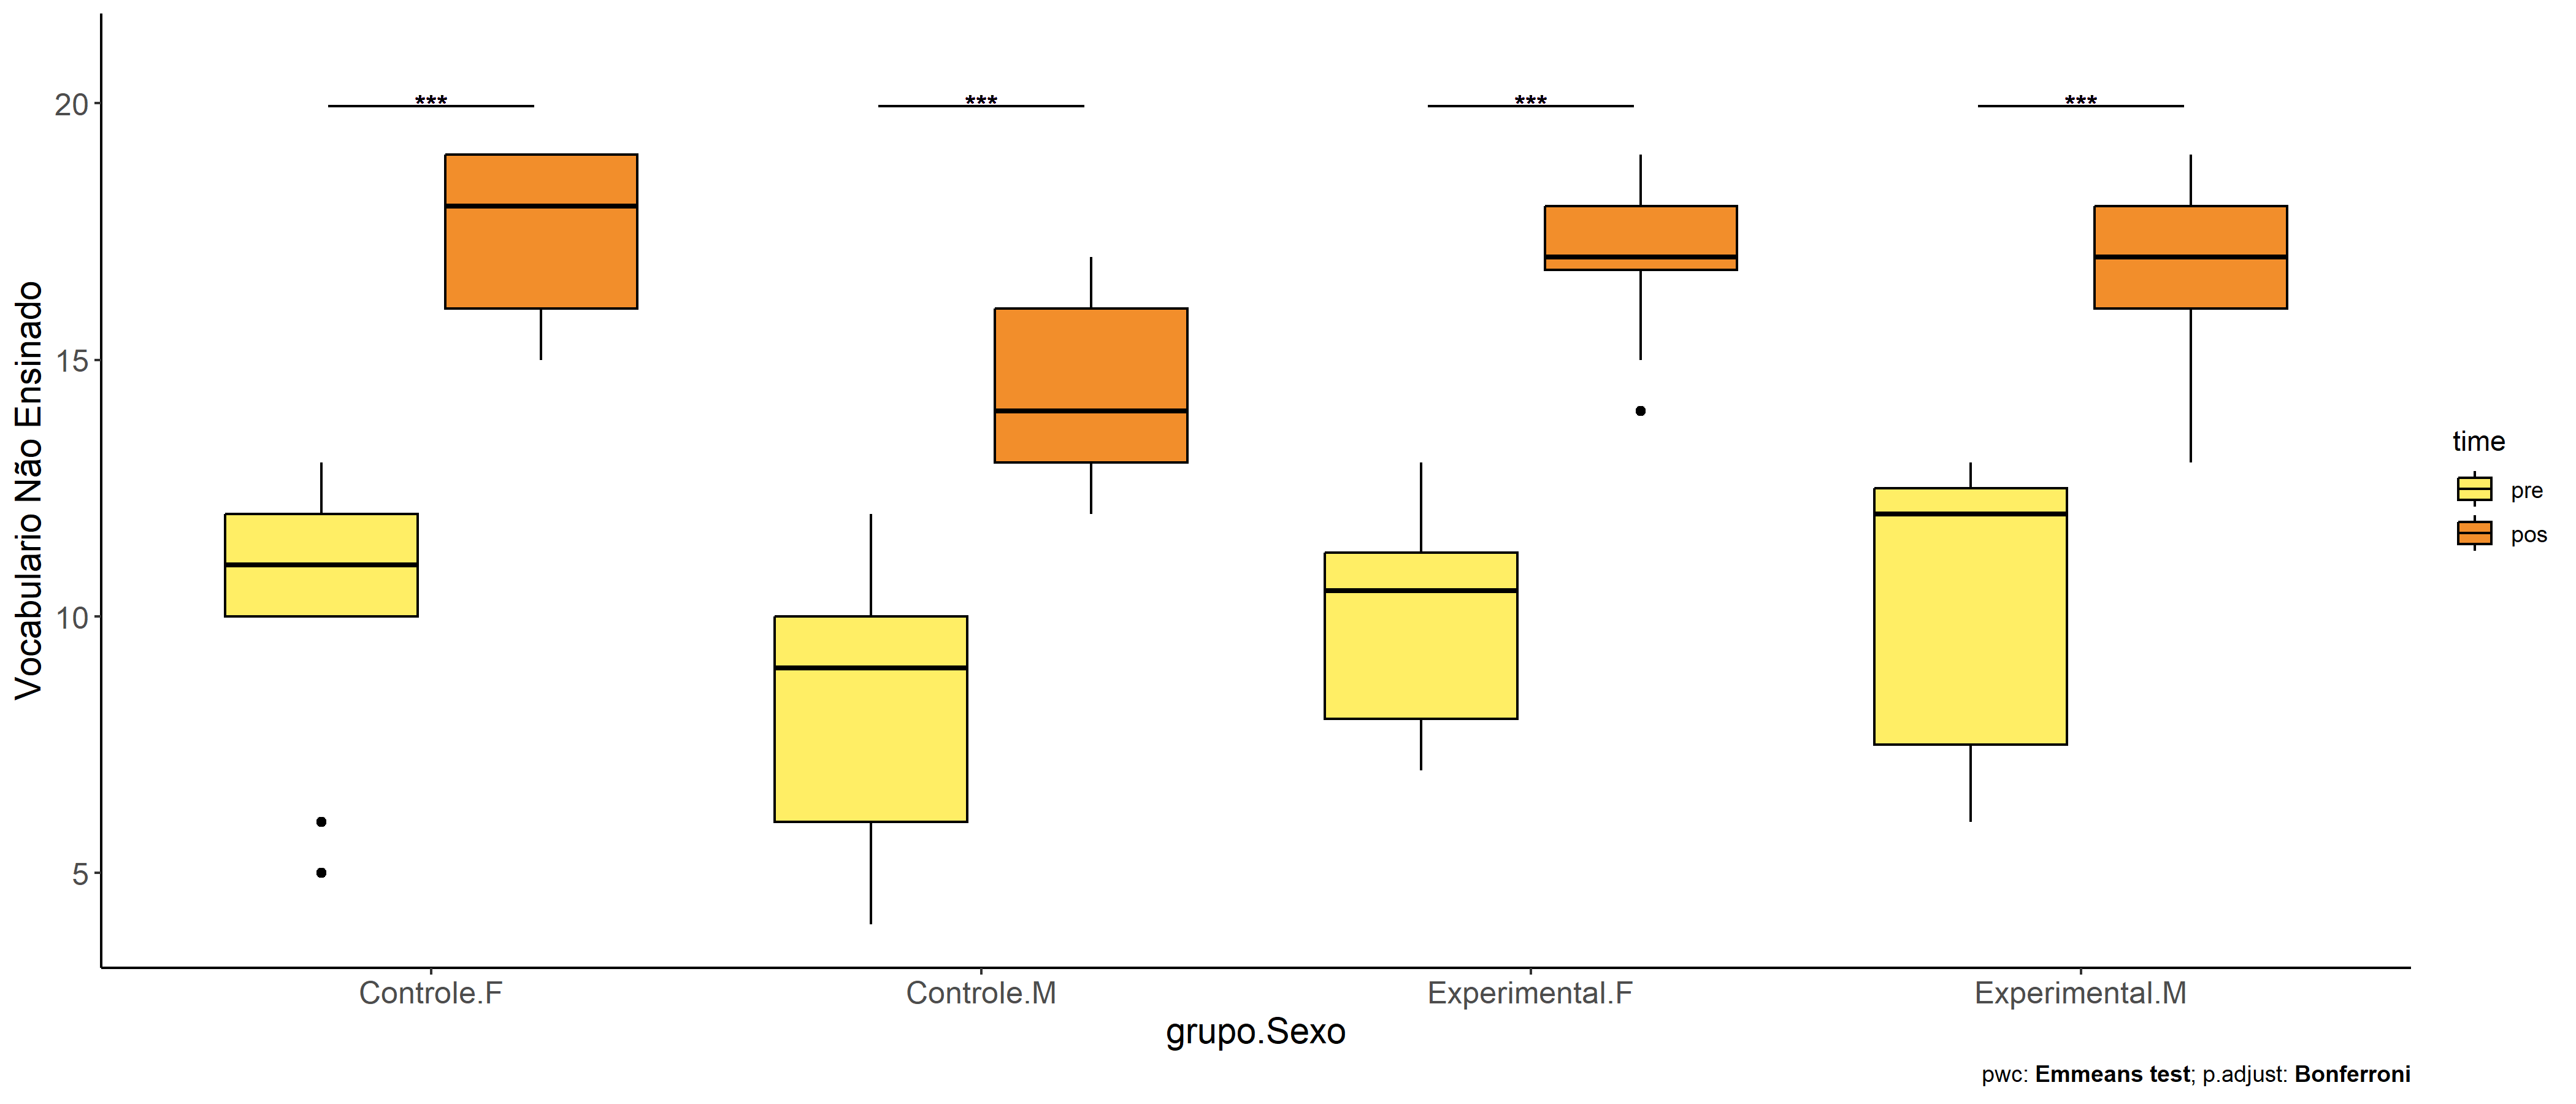 Vocabulario Não Ensinado
20
15
10
5
***
***
***
***
Controle.F
Controle.M
Experimental.F
Experimental.M
grupo.Sexo
time
pre
pos
pwc: Emmeans test; p.adjust: Bonferroni